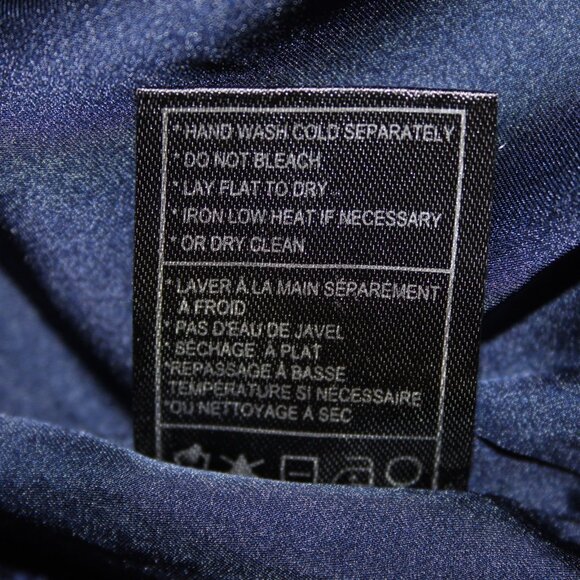 * HAND WASH COLD SEPARATELY
* DO NOT BLEACH
* LAY FLAT TO DRY
* IRON LOW HEAT IF NECESSARY
* OR DRY CLEAN
* LAVER À LA MAIN SÉPAREMENT
À FROID
* PAS D'EAU DE JAVEL
* SÉCHAGE À PLAT
*REPASSAGE À BASSE
TEMPÉRATURE SI NÉCESSAIRE
*OU NETTOYAGE À SEC